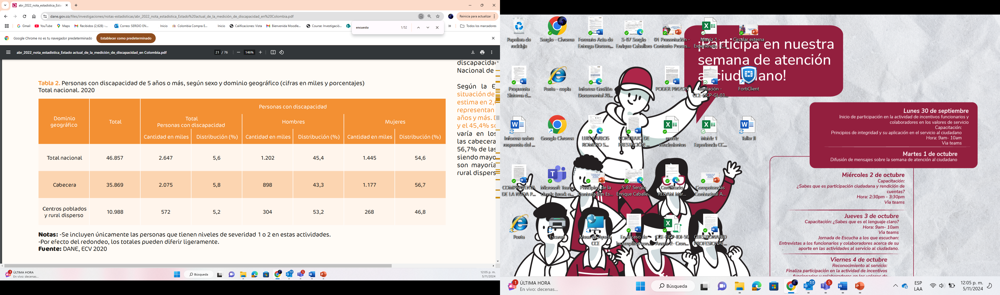 abr_2022_nota_estadistica_Esta
dane.gov.co/files/investigaciones/notas-estadisticas/abr_2022_nota_estadistica_Estado%20actual_de_la_medición_de_discapacidad_en%20Colombia.pdf
Reinicia para actualizar
Gmail
YouTube
Maps
Recibidos (2,628) -...
Correo: SERGIO EN...
Inicio
Colombia Compra E...
Inicio
Calificaciones: Vista
Bienvenida Moodle...
Course: Investigació...
encuesta 1/52
Todos los marcadores
Google Chrome no es tu navegador predeterminado
Establecer como predeterminado
abr_2022_nota_estadistica_Estado actual_de_la_medición_de_discapacidad_en Colombia.pdf
21 / 76
146%
Tabla 2. Personas con discapacidad de 5 años o más, según sexo y dominio geográfico (cifras en miles y porcentajes)
Total nacional. 2020
Dominio geográfico
Total
Personas con discapacidad
Total
Personas con discapacidad
Hombres
Mujeres
Cantidad en miles Distribución (%) Cantidad en miles Distribución (%) Cantidad en miles Distribución (%)
Total nacional 46.857 2.647 5,6 1.202 45,4 1.445 54,6
Cabecera 35.869 2.075 5,8 898 43,3 1.177 56,7
Centros poblados y rural disperso 10.988 572 5,2 304 53,2 268 46,8
Notas: -Se incluyen únicamente las personas que tienen niveles de severidad 1 o 2 en estas actividades.
-Por efecto del redondeo, los totales pueden diferir ligeramente.
Fuente: DANE, ECV 2020
discapacida
Nacional de
Según la E
situación de
estima en 2,
representan
años y más. D
y el 45,4% so
varía en los
las cabecera
56,7% de las
siendo mayo
son mayoría
rural dispers
ÚLTIMA HORA
En vivo: decenas...
Búsqueda
12:05 p. m.
5/11/2024
Papelera de reciclaje
Sergio - Chrome
Formato Acta de Entrega Docum...
S-87 Sergio Enrique Caballero
01 Presentación - Contexto Proces...
Matriz 1 - Experiencia - C...
Circular externa
¡Participa en nuestra
semana de atención
al ciudadano!
Propuesta Sistema d...
Poxta - copia
Informe Gestión Documental 20...
PODER PINZON
Invitación - CCE-EICP-GI-03...
FortiClient
Informe sobre respuesta del ...
Google Chrome
LUIS CARLOS ROMERO S...
CONTRATO DE PRESTACIÓN ...
matriz vencimientos
Matriz 1 Experiencia CC...
Taller II
COMPRAVENTA DE LA NUDA P...
Microsoft Teams classic (work o...
Principios de la Contratación Es...
S-87 Sergio Enrique Caballe...
Certificado REDAM Mar...
Competencias Contractual A...
Poxta
Escaner
Mesa de Ayuda CCE
En el caso de incumplirse con...
CCE-EICP-IDI-50 Anexo 2- Cron...
CUESTIONARIO PROFESIONAL...
Lunes 30 de septiembre
Inicio de participación en la actividad de incentivos funcionarios y
colaboradores en los valores de servicio
Capacitación:
Principios de integridad y su aplicación en el servicio al ciudadano
Hora: 9am- 10am
Via teams
Martes 1 de octubre
Difusión de mensajes sobre la semana de atención al ciudadano
Miércoles 2 de octubre
Capacitación:
¿Sabes que es participación ciudadana y rendición de
cuentas?
Hora: 2:30pm - 3:30pm
Via teams
Jueves 3 de octubre
Capacitación: ¿Sabes que es el lenguaje claro?
Hora: 9am- 10am
Via teams
Jornada de Escucha a los que escuchan:
Entrevistas a los funcionarios y colaboradores acerca de su
aporte en las actividades al servicio al ciudadano.
Viernes 4 de octubre
Reconocimiento al servicio:
Finaliza participación en la actividad de incentivos
funcionarios y colaboradores en los valores de
ÚLTIMA HORA
En vivo: decenas...
Búsqueda
ESP
LAA
12:05 p. m.
5/11/2024